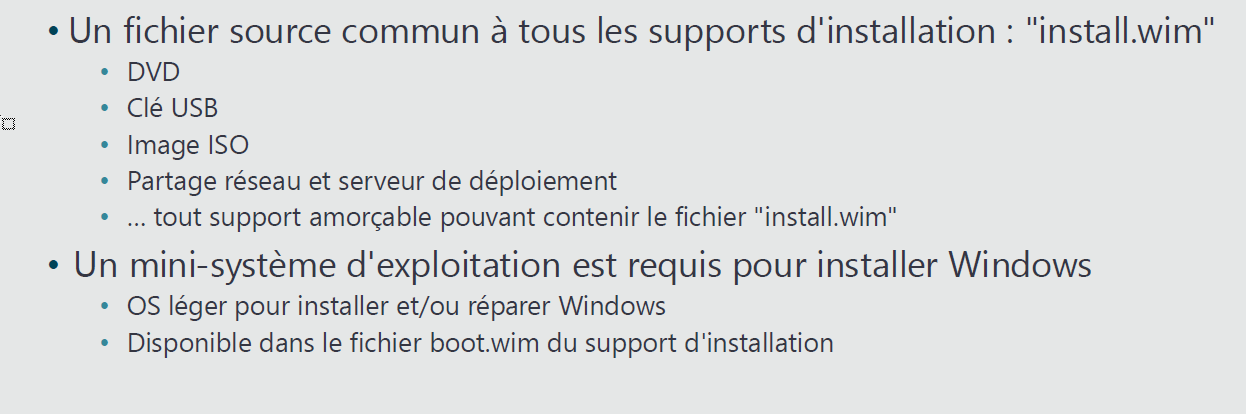 • Un fichier source commun à tous les supports d'installation : "install.wim"
• DVD
• Clé USB
• Image ISO
• Partage réseau et serveur de déploiement
• ... tout support amorçable pouvant contenir le fichier "install.wim"
• Un mini-système d'exploitation est requis pour installer Windows
• OS léger pour installer et/ou réparer Windows
• Disponible dans le fichier boot.wim du support d'installation